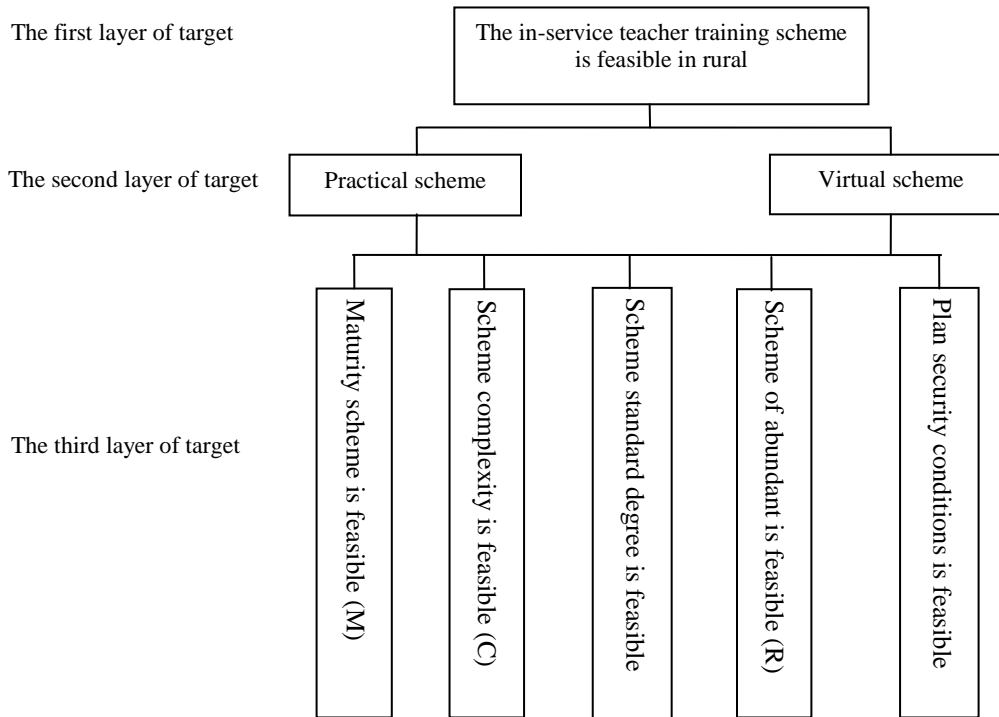 The first layer of target
The in-service teacher training scheme
is feasible in rural
The second layer of target
Practical scheme
Virtual scheme
The third layer of target
Maturity scheme is feasible (M)
Scheme complexity is feasible (C)
Scheme standard degree is feasible
Scheme of abundant is feasible (R)
Plan security conditions is feasible